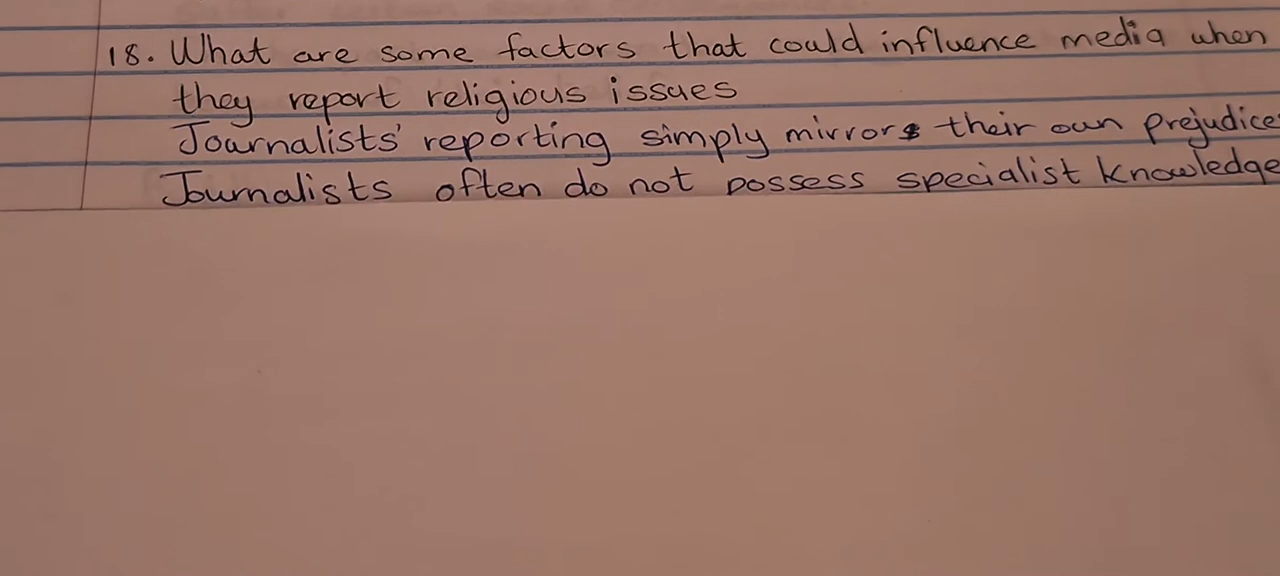 18. What are some factors that could influence media when
they report religious issues
Journalists' reporting simply mirrors their own prejudice
Journalists often do not possess specialist knowledge